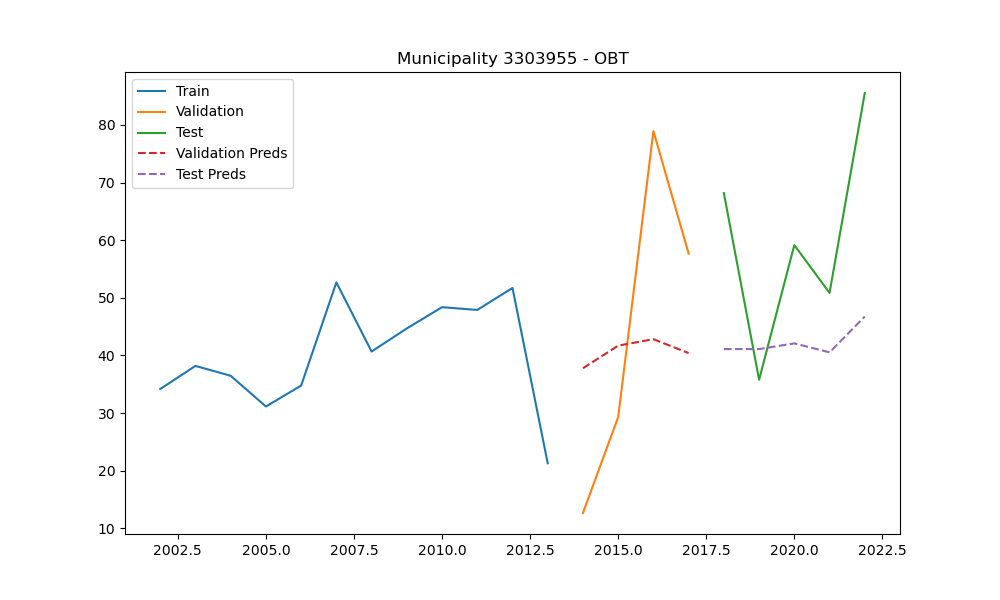 Municipality 3303955 - OBT
Train
Validation
Test
Validation Preds
Test Preds
80
70
60
50
40
30
20
10
2002.5 2005.0 2007.5 2010.0 2012.5 2015.0 2017.5 2020.0 2022.5